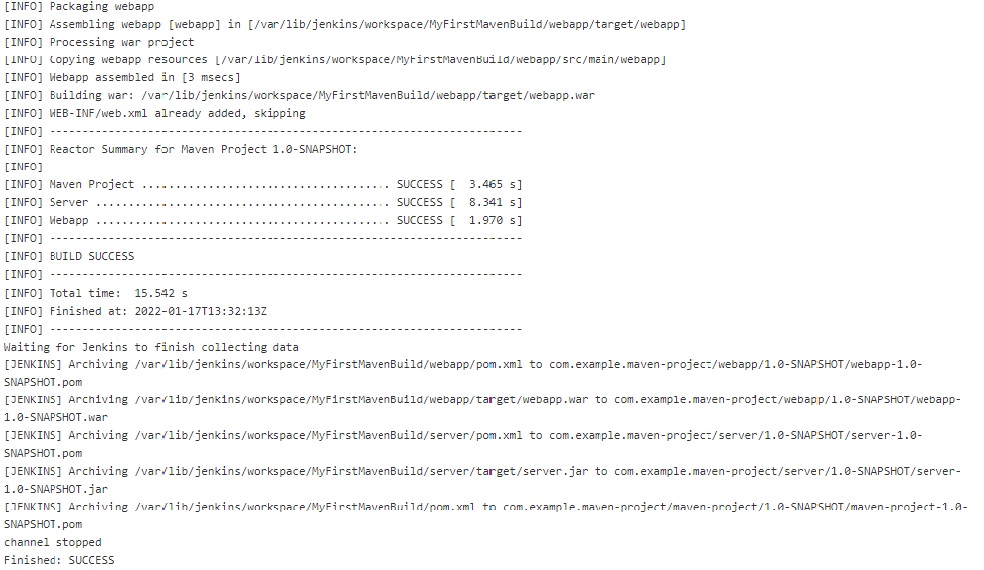 [INFO] Packaging webapp
[INFO] Assembling webapp [webapp] in [/var/lib/jenkins/workspace/MyFirstMavenBuild/webapp/target/webapp]
[INFO] Processing war project
[INFO] Copying webapp resources [/var/lib/jenkins/workspace/MyFirstMavenBuild/webapp/src/main/webapp]
[INFO] Webapp assembled in [3 msecs]
[INFO] Building war: /var/lib/jenkins/workspace/MyFirstMavenBuild/webapp/target/webapp.war
[INFO] WEB-INF/web.xml already added, skipping
[INFO] ------------------------------------------------------------------------
[INFO] Reactor Summary for Maven Project 1.0-SNAPSHOT:
[INFO]
[INFO] Maven Project ...................................... SUCCESS [  3.465 s]
[INFO] Server ............................................. SUCCESS [  8.341 s]
[INFO] Webapp ............................................. SUCCESS [  1.970 s]
[INFO] ------------------------------------------------------------------------
[INFO] BUILD SUCCESS
[INFO] ------------------------------------------------------------------------
[INFO] Total time:  15.542 s
[INFO] Finished at: 2022-01-17T13:32:13Z
[INFO] ------------------------------------------------------------------------
Waiting for Jenkins to finish collecting data
[JENKINS] Archiving /var/lib/jenkins/workspace/MyFirstMavenBuild/webapp/pom.xml to com.example.maven-project/webapp/1.0-SNAPSHOT/webapp-1.0-
SNAPSHOT.pom
[JENKINS] Archiving /var/lib/jenkins/workspace/MyFirstMavenBuild/webapp/target/webapp.war to com.example.maven-project/webapp/1.0-SNAPSHOT/webapp-
1.0-SNAPSHOT.war
[JENKINS] Archiving /var/lib/jenkins/workspace/MyFirstMavenBuild/server/pom.xml to com.example.maven-project/server/1.0-SNAPSHOT/server-1.0-
SNAPSHOT.pom
[JENKINS] Archiving /var/lib/jenkins/workspace/MyFirstMavenBuild/server/target/server.jar to com.example.maven-project/server/1.0-SNAPSHOT/server-
1.0-SNAPSHOT.jar
[JENKINS] Archiving /var/lib/jenkins/workspace/MyFirstMavenBuild/pom.xml to com.example.maven-project/maven-project/1.0-SNAPSHOT/maven-project-1.0-
SNAPSHOT.pom
channel stopped
Finished: SUCCESS